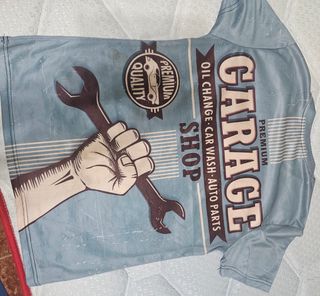 PREMIUM
GARAGE
OIL CHANGE · CAR WASH · AUTO PARTS
SHOP
PREMIUM
QUALITY